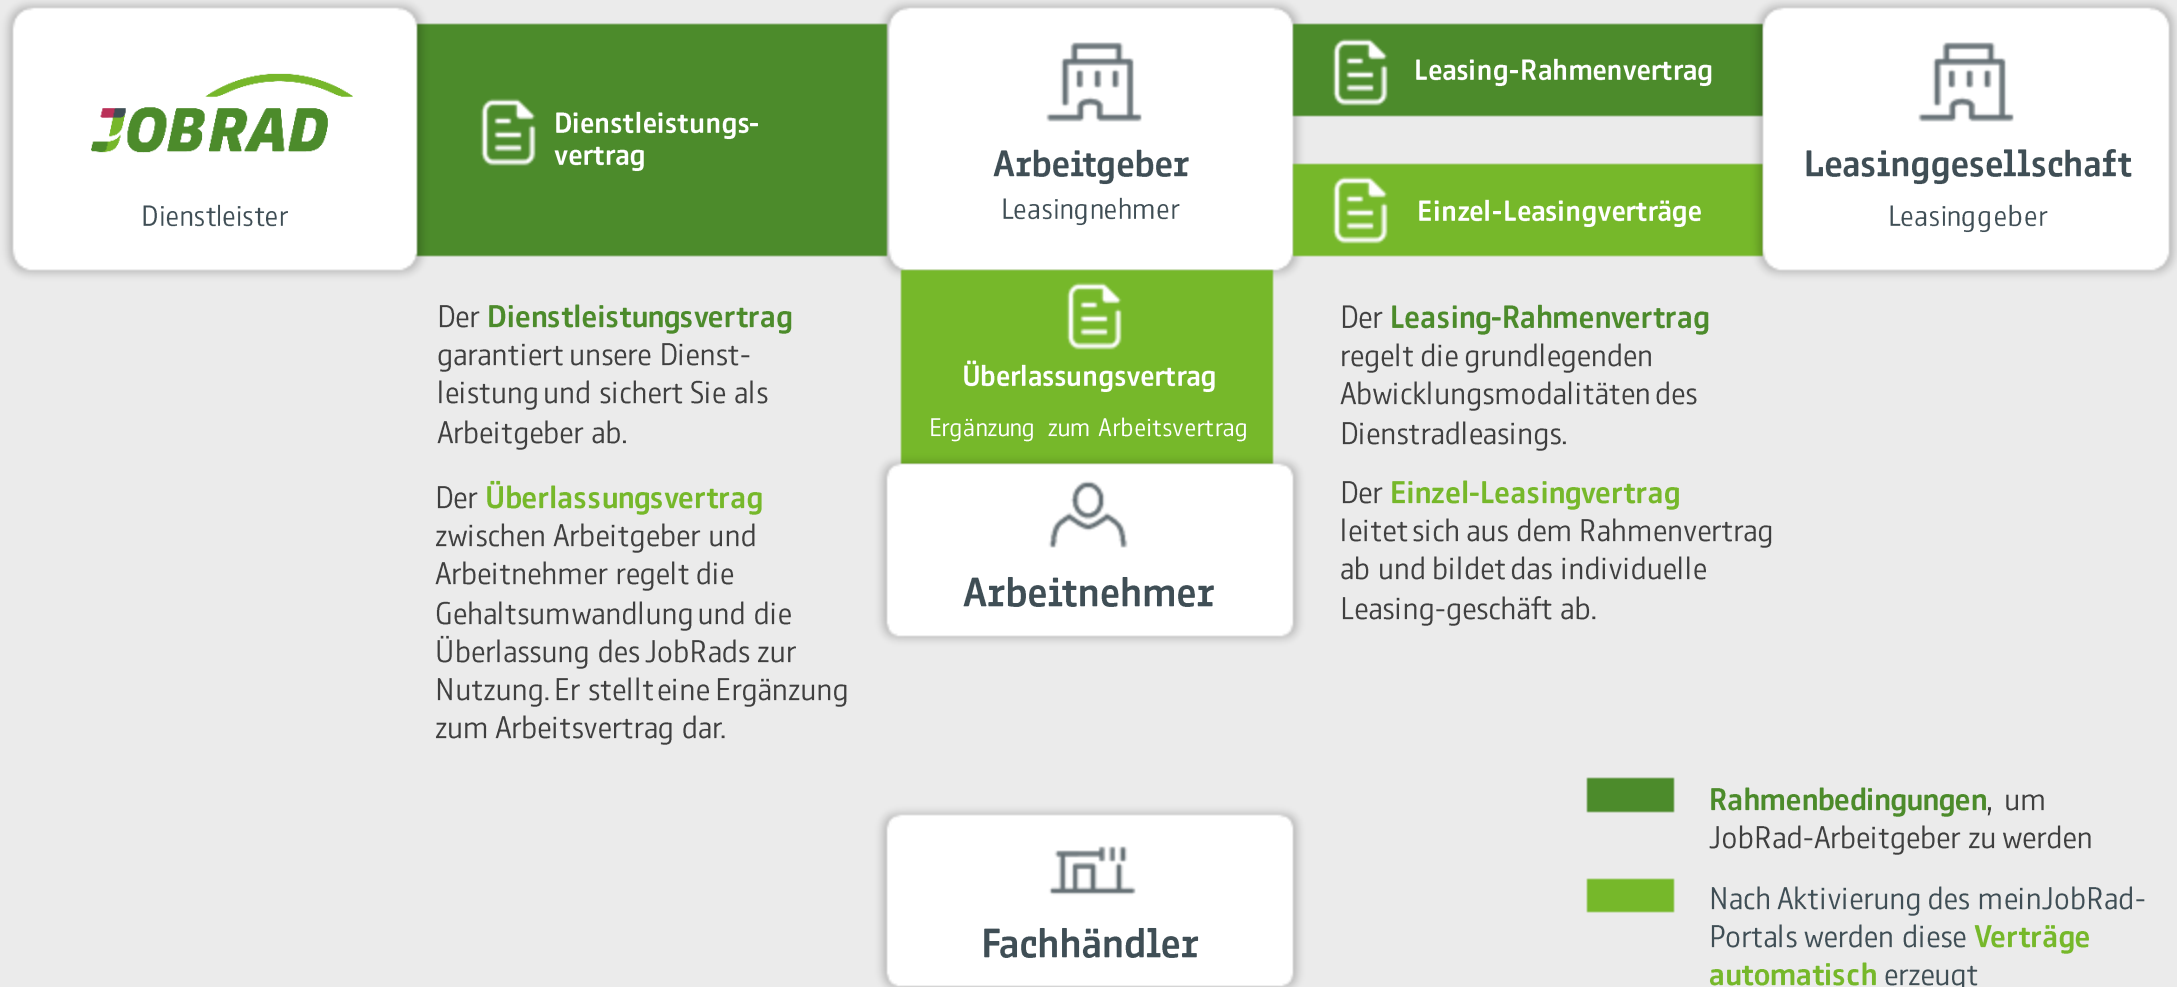 JOBRAD
Dienstleister
Dienstleistungs-
vertrag
Arbeitgeber
Leasingnehmer
Leasing-Rahmenvertrag
Einzel-Leasingverträge
Leasinggesellschaft
Leasinggeber
Der Dienstleistungsvertrag
garantiert unsere Dienst-
leistung und sichert Sie als
Arbeitgeber ab.
Der Überlassungsvertrag
zwischen Arbeitgeber und
Arbeitnehmer regelt die
Gehaltsumwandlung und die
Überlassung des JobRads zur
Nutzung. Er stellt eine Ergänzung
zum Arbeitsvertrag dar.
Überlassungsvertrag
Ergänzung zum Arbeitsvertrag
Arbeitnehmer
Der Leasing-Rahmenvertrag
regelt die grundlegenden
Abwicklungsmodalitäten des
Dienstradleasings.
Der Einzel-Leasingvertrag
leitet sich aus dem Rahmenvertrag
ab und bildet das individuelle
Leasing-geschäft ab.
Fachhändler
Rahmenbedingungen, um
JobRad-Arbeitgeber zu werden
Nach Aktivierung des meinJobRad-
Portals werden diese Verträge
automatisch erzeugt